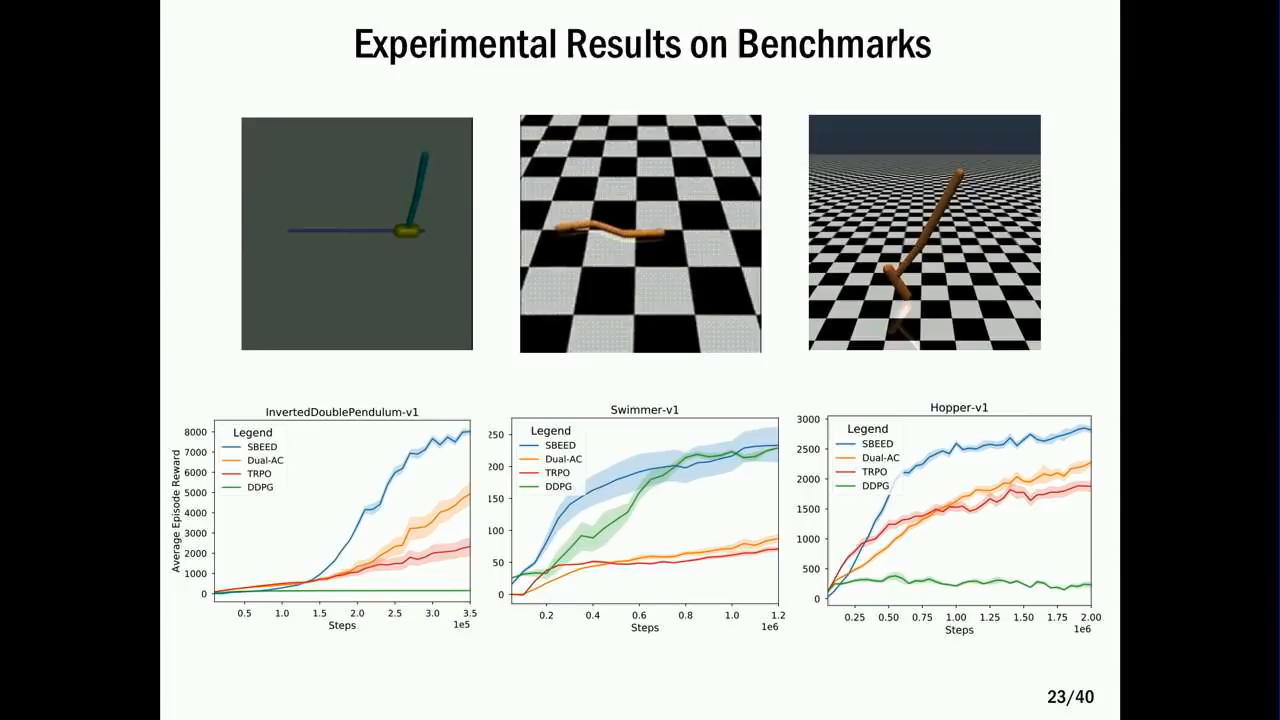 Experimental Results on Benchmarks
InvertedDoublePendulum-v1
Average Episode Reward
8000
7000
6000
5000
4000
3000
2000
1000
0
Legend
SBEED
Dual-AC
TRPO
DDPG
0.5 1.0 1.5 2.0 2.5 3.0 3.5
Steps
1e5
Swimmer-v1
250
200
150
100
50
0
Legend
SBEED
Dual-AC
TRPO
DDPG
0.2 0.4 0.6 0.8 1.0 1.2
Steps
1e6
Hopper-v1
3000
2500
2000
1500
1000
500
0
Legend
SBEED
Dual-AC
TRPO
DDPG
0.25 0.50 0.75 1.00 1.25 1.50 1.75 2.00
Steps
1e6
23/40